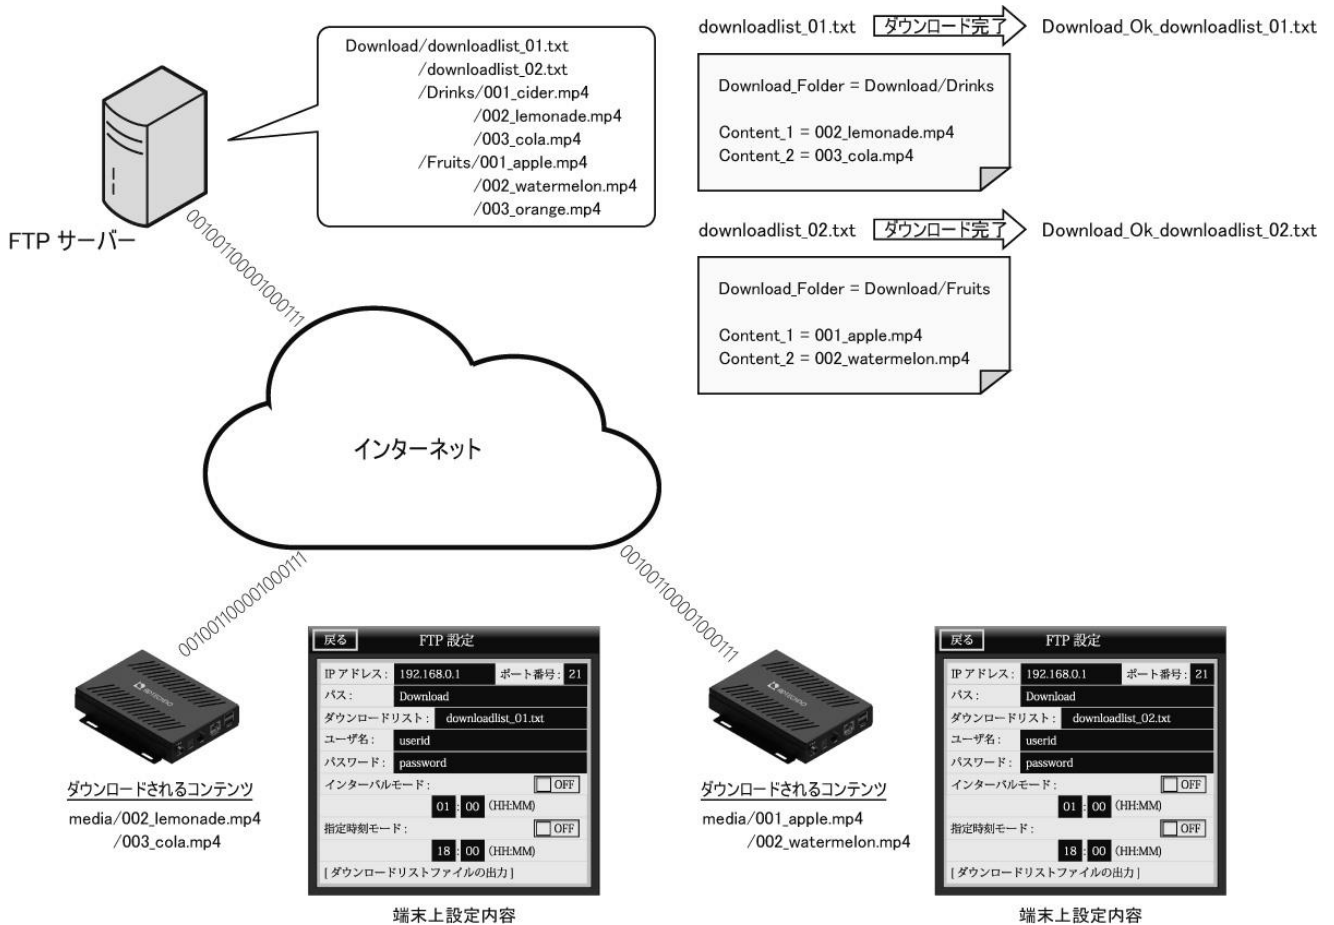 Download/downloadlist_01.txt
/downloadlist_02.txt
/Drinks/001_cider.mp4
/002_lemonade.mp4
/003_cola.mp4
/Fruits/001_apple.mp4
/002_watermelon.mp4
/003_orange.mp4
FTP サーバー
downloadlist_01.txt ダウンロード完了 Download_Ok_downloadlist_01.txt
Download_Folder = Download/Drinks
Content_1 = 002_lemonade.mp4
Content_2 = 003_cola.mp4
downloadlist_02.txt ダウンロード完了 Download_Ok_downloadlist_02.txt
Download_Folder = Download/Fruits
Content_1 = 001_apple.mp4
Content_2 = 002_watermelon.mp4
001001100001000111
インターネット
001001100001000111
001001100001000111
ダウンロードされるコンテンツ
media/002_lemonade.mp4
/003_cola.mp4
戻る FTP 設定
IP アドレス : 192.168.0.1 ポート番号 : 21
パス : Download
ダウンロードリスト : downloadlist_01.txt
ユーザ名 : userid
パスワード : password
インターバルモード : OFF
01 : 00 (HH:MM)
指定時刻モード : OFF
18 : 00 (HH:MM)
[ ダウンロードリストファイルの出力 ]
端末上設定内容
ダウンロードされるコンテンツ
media/001_apple.mp4
/002_watermelon.mp4
戻る FTP 設定
IP アドレス : 192.168.0.1 ポート番号 : 21
パス : Download
ダウンロードリスト : downloadlist_02.txt
ユーザ名 : userid
パスワード : password
インターバルモード : OFF
01 : 00 (HH:MM)
指定時刻モード : OFF
18 : 00 (HH:MM)
[ ダウンロードリストファイルの出力 ]
端末上設定内容